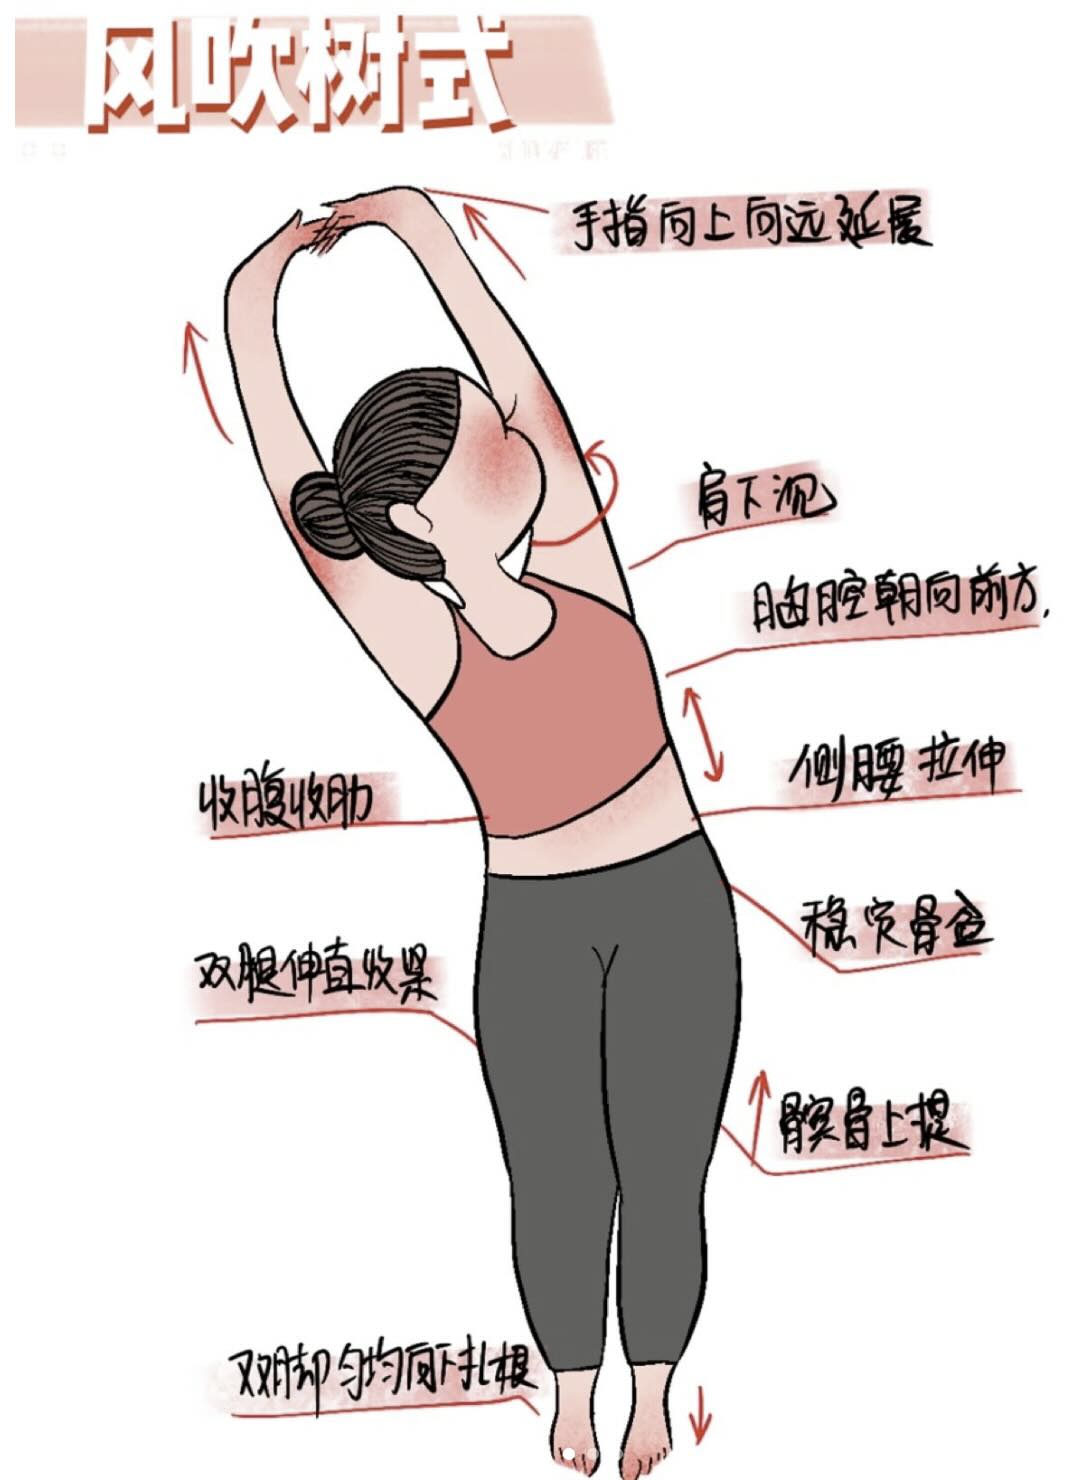 风吹树式
手指向上向远延展
肩下沉
胸腔朝向前方.
侧腰拉伸
收腹收肋
稳定骨盆
双腿伸直收紧
髌骨上提
双脚匀均向下扎根